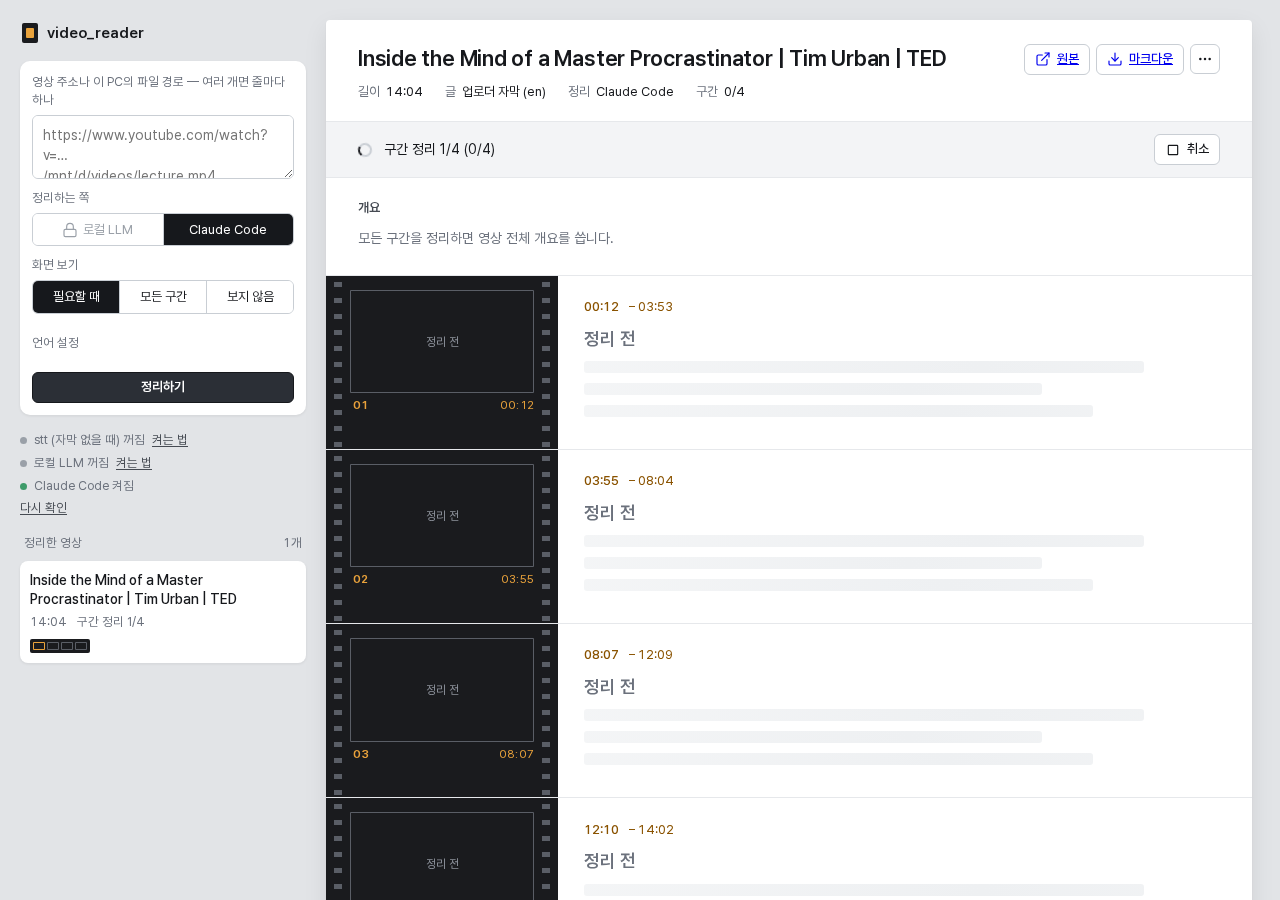 video_reader
영상 주소나 이 PC의 파일 경로 — 여러 개면 줄마다
하나
https://www.youtube.com/watch?
v=...
/mnt/d/videos/lecture.mp4
정리하는 쪽
로컬 LLM
Claude Code
화면 보기
필요할 때
모든 구간
보지 않음
언어 설정
정리하기
stt (자막 없을 때) 꺼짐 켜는 법
로컬 LLM 꺼짐 켜는 법
Claude Code 켜짐
다시 확인
정리한 영상 1개
Inside the Mind of a Master
Procrastinator | Tim Urban | TED
14:04 구간 정리 1/4
Inside the Mind of a Master Procrastinator | Tim Urban | TED
원본
마크다운
길이 14:04 글 업로더 자막 (en) 정리 Claude Code 구간 0/4
구간 정리 1/4 (0/4)
취소
개요
모든 구간을 정리하면 영상 전체 개요를 씁니다.
정리 전
01 00:12
00:12 – 03:53
정리 전
정리 전
02 03:55
03:55 – 08:04
정리 전
정리 전
03 08:07
08:07 – 12:09
정리 전
정리 전
12:10 – 14:02
정리 전